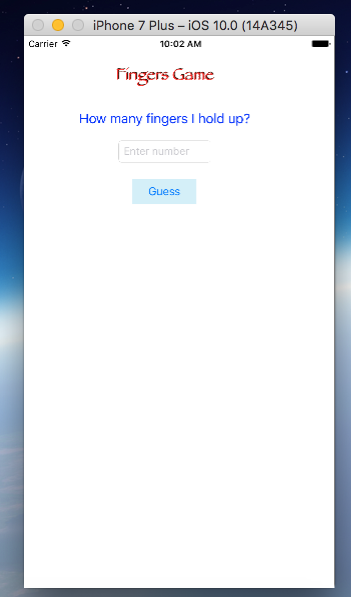 iPhone 7 Plus – iOS 10.0 (14A345)
Carrier 10:02 AM
Fingers Game
How many fingers I hold up?
Enter number
Guess